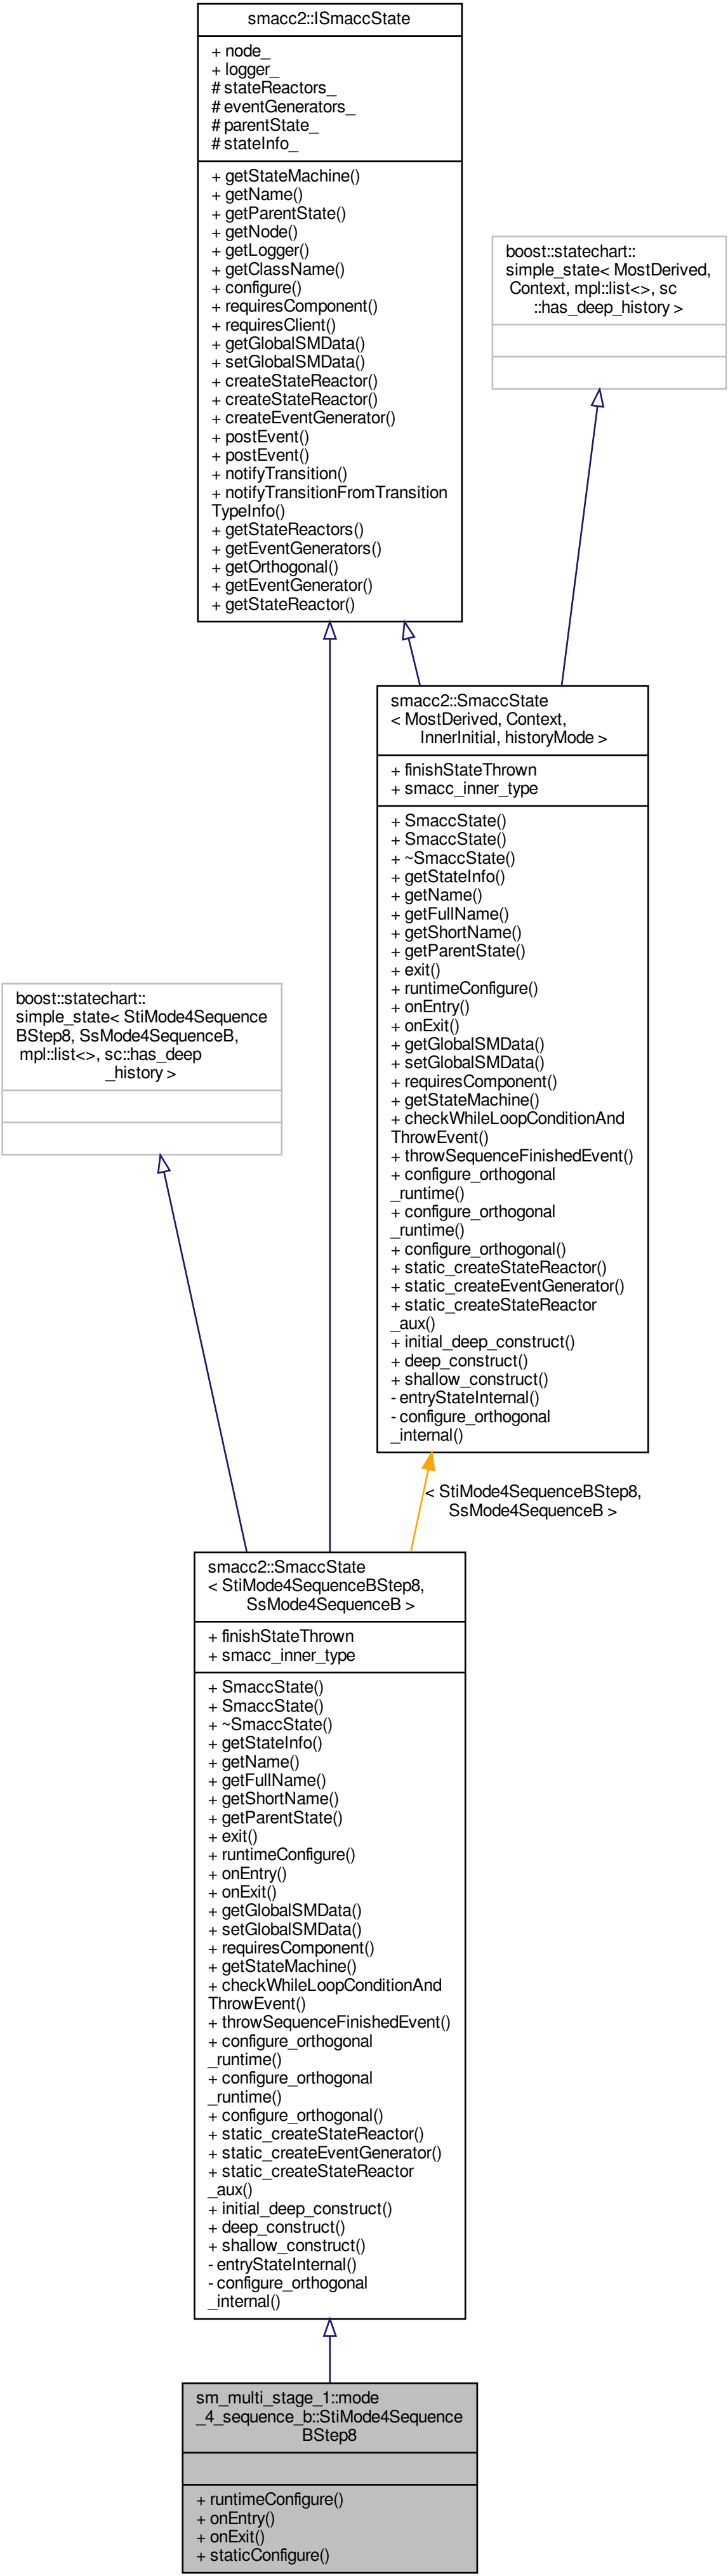 smacc2::ISmaccState
+ node_
+ logger_
# stateReactors_
# eventGenerators_
# parentState_
# stateInfo_
+ getStateMachine()
+ getName()
+ getParentState()
+ getNode()
+ getLogger()
+ getClassName()
+ configure()
+ requiresComponent()
+ requiresClient()
+ getGlobalSMData()
+ setGlobalSMData()
+ createStateReactor()
+ createStateReactor()
+ createEventGenerator()
+ postEvent()
+ postEvent()
+ notifyTransition()
+ notifyTransitionFromTransition
TypeInfo()
+ getStateReactors()
+ getEventGenerators()
+ getOrthogonal()
+ getEventGenerator()
+ getStateReactor()
boost::statechart::
simple_state< MostDerived,
Context, mpl::list<>, sc
::has_deep_history >
smacc2::SmaccState
< MostDerived, Context,
InnerInitial, historyMode >
+ finishStateThrown
+ smacc_inner_type
+ SmaccState()
+ SmaccState()
+ ~SmaccState()
+ getStateInfo()
+ getName()
+ getFullName()
+ getShortName()
+ getParentState()
+ exit()
+ runtimeConfigure()
+ onEntry()
+ onExit()
+ getGlobalSMData()
+ setGlobalSMData()
+ requiresComponent()
+ getStateMachine()
+ checkWhileLoopConditionAnd
ThrowEvent()
+ throwSequenceFinishedEvent()
+ configure_orthogonal
_runtime()
+ configure_orthogonal
_runtime()
+ configure_orthogonal()
+ static_createStateReactor()
+ static_createEventGenerator()
+ static_createStateReactor
_aux()
+ initial_deep_construct()
+ deep_construct()
+ shallow_construct()
- entryStateInternal()
- configure_orthogonal
_internal()
boost::statechart::
simple_state< StiMode4Sequence
BStep8, SsMode4SequenceB,
mpl::list<>, sc::has_deep
_history >
< StiMode4SequenceBStep8,
SsMode4SequenceB >
smacc2::SmaccState
< StiMode4SequenceBStep8,
SsMode4SequenceB >
+ finishStateThrown
+ smacc_inner_type
+ SmaccState()
+ SmaccState()
+ ~SmaccState()
+ getStateInfo()
+ getName()
+ getFullName()
+ getShortName()
+ getParentState()
+ exit()
+ runtimeConfigure()
+ onEntry()
+ onExit()
+ getGlobalSMData()
+ setGlobalSMData()
+ requiresComponent()
+ getStateMachine()
+ checkWhileLoopConditionAnd
ThrowEvent()
+ throwSequenceFinishedEvent()
+ configure_orthogonal
_runtime()
+ configure_orthogonal
_runtime()
+ configure_orthogonal()
+ static_createStateReactor()
+ static_createEventGenerator()
+ static_createStateReactor
_aux()
+ initial_deep_construct()
+ deep_construct()
+ shallow_construct()
- entryStateInternal()
- configure_orthogonal
_internal()
sm_multi_stage_1::mode
_4_sequence_b::StiMode4Sequence
BStep8
+ runtimeConfigure()
+ onEntry()
+ onExit()
+ staticConfigure()